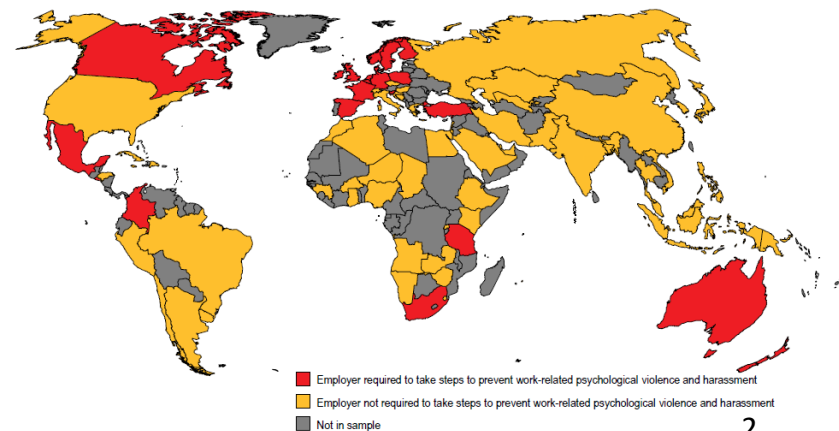 Employer required to take steps to prevent work-related psychological violence and harassment
Employer not required to take steps to prevent work-related psychological violence and harassment
Not in sample
2